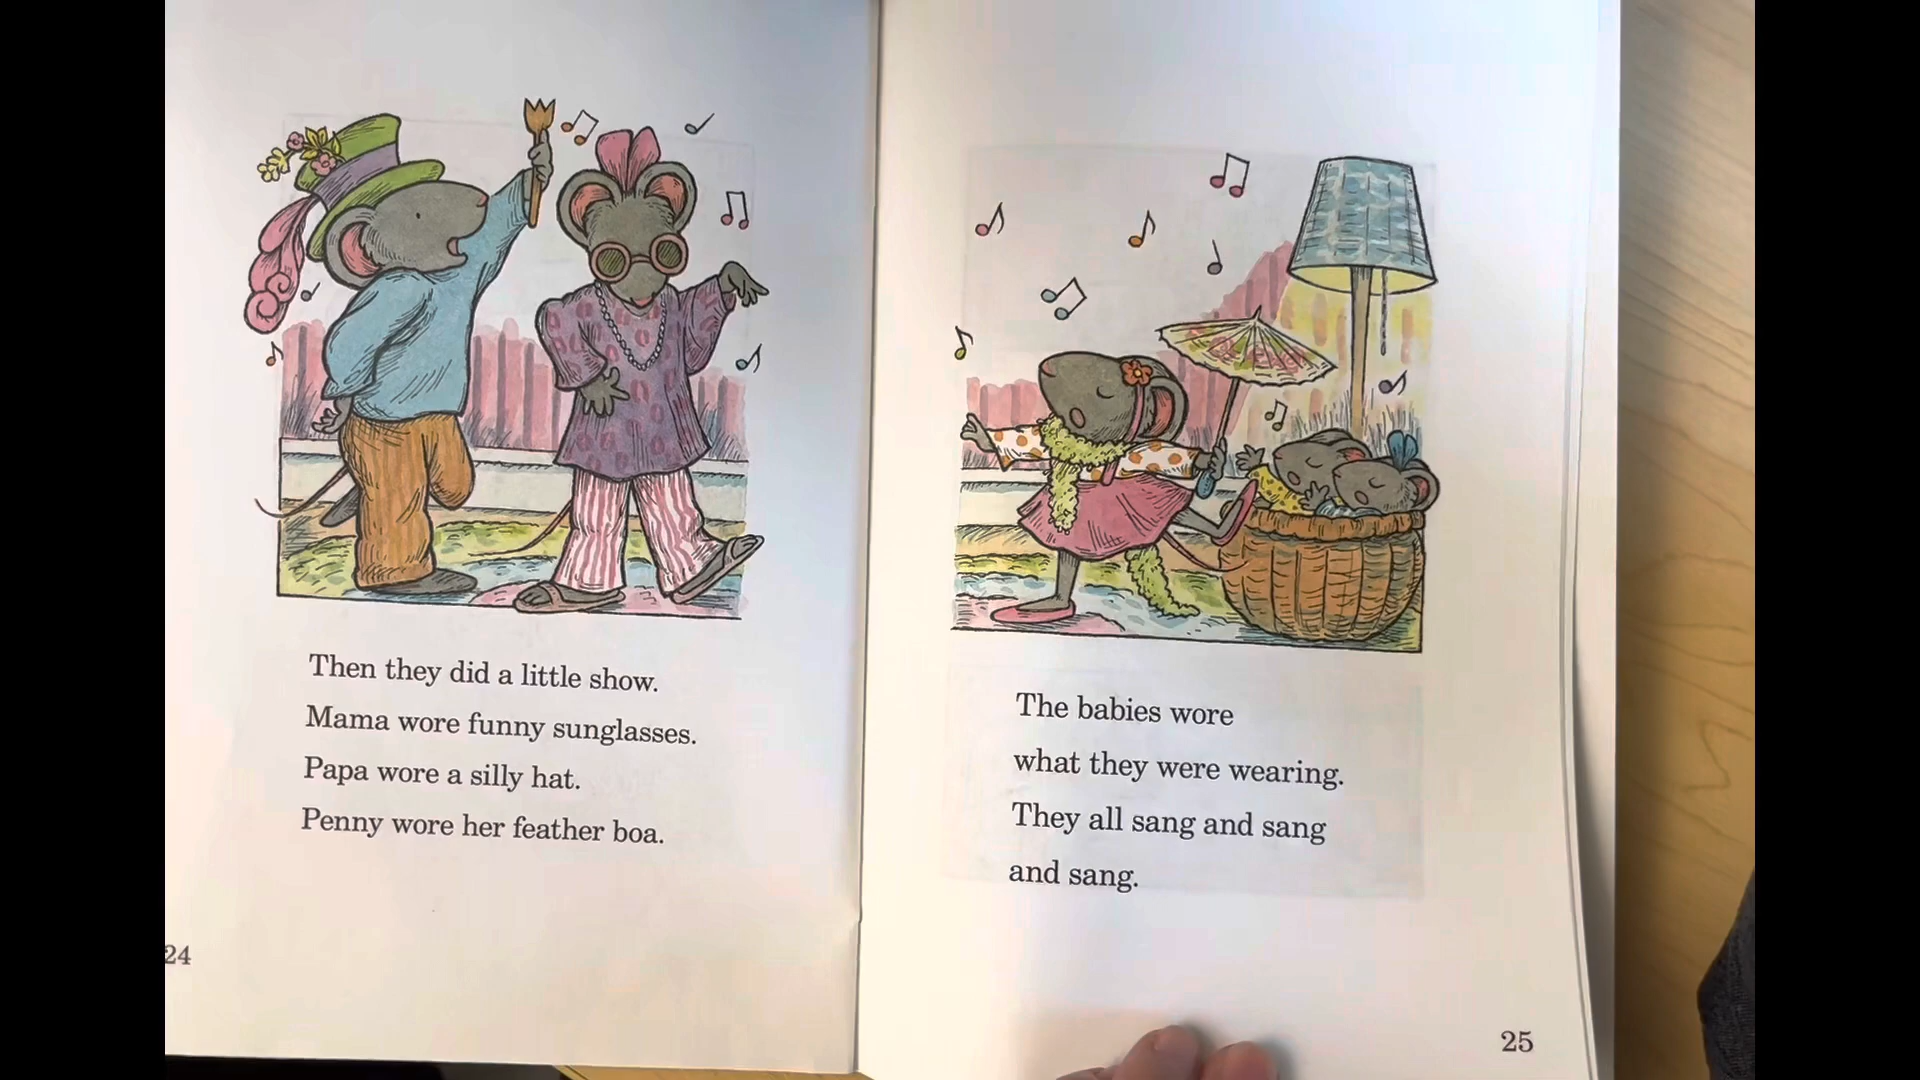 Then they did a little show.
Mama wore funny sunglasses.
Papa wore a silly hat.
Penny wore her feather boa.
24
The babies wore
what they were wearing.
They all sang and sang
and sang.
25